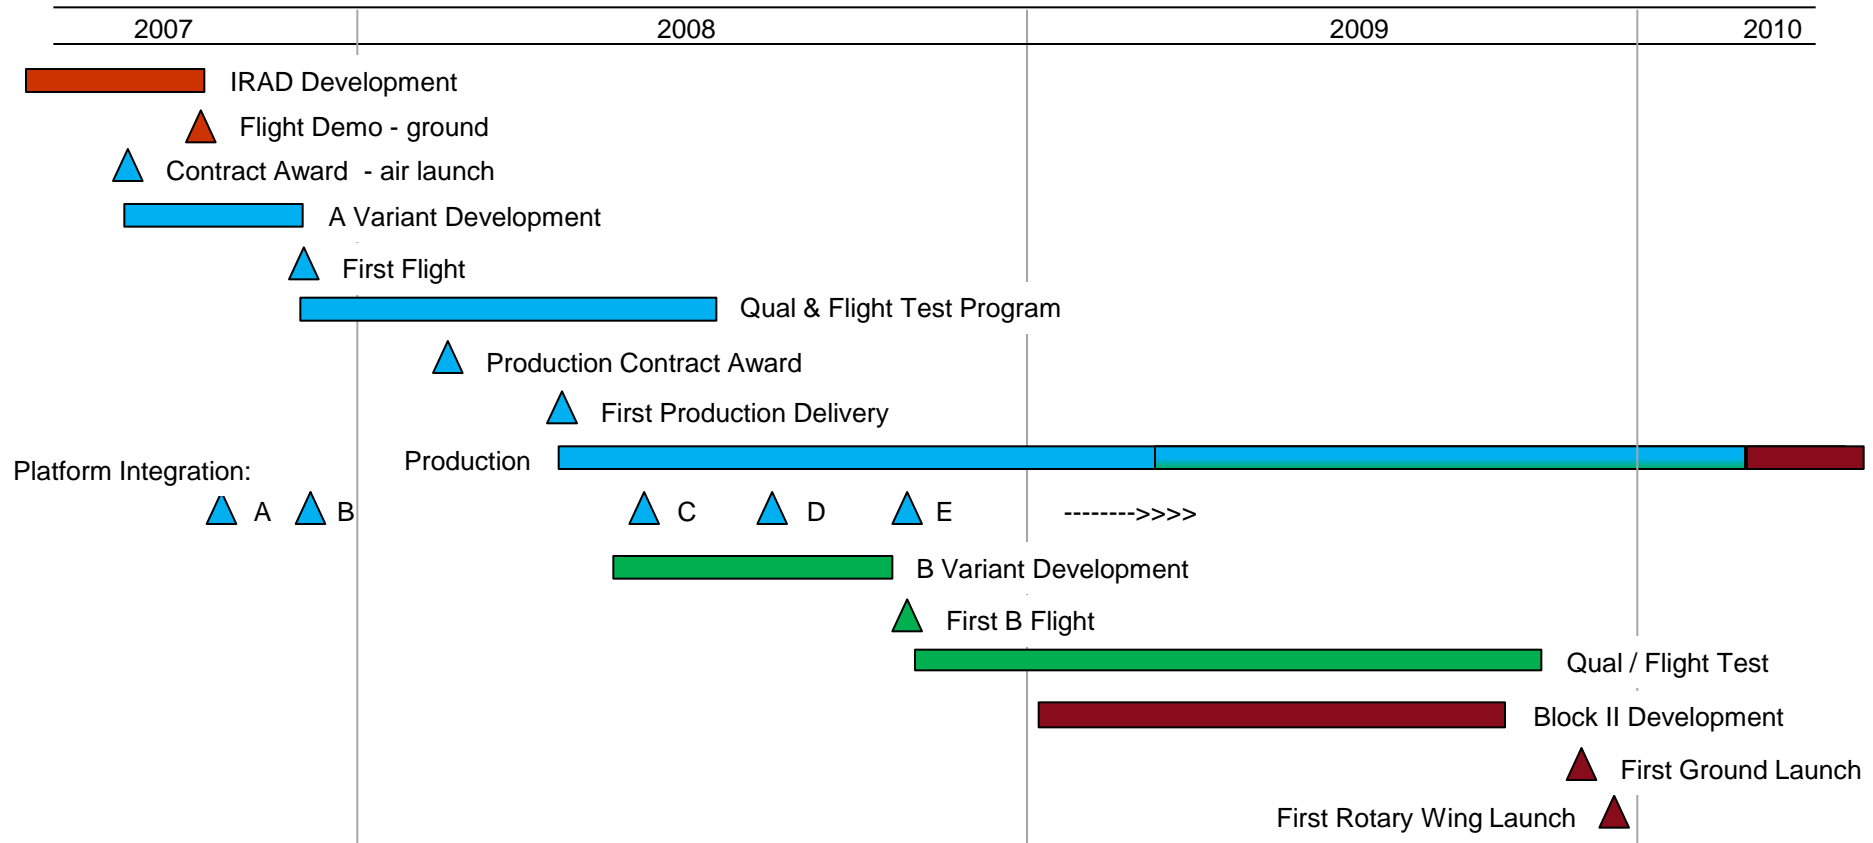 2007 2008 2009 2010
IRAD Development
Flight Demo - ground
Contract Award - air launch
A Variant Development
First Flight
Qual & Flight Test Program
Production Contract Award
First Production Delivery
Production
Platform Integration:
A B C D E -------->>>>
B Variant Development
First B Flight
Qual / Flight Test
Block II Development
First Ground Launch
First Rotary Wing Launch